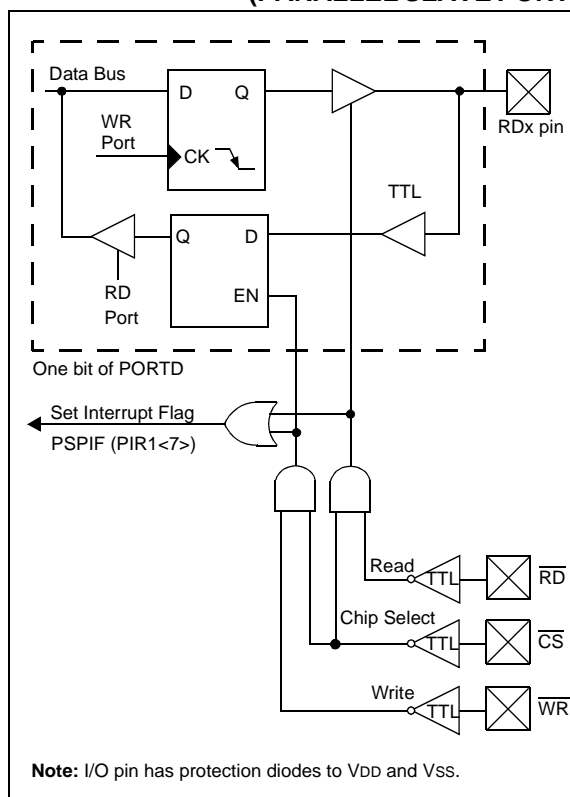 Data Bus
D Q
WR
Port
CK
RDx pin
TTL
Q D
EN
RD
Port
One bit of PORTD
Set Interrupt Flag
PSPIF (PIR1<7>)
Read
TTL
RD
Chip Select
TTL
CS
Write
TTL
WR
Note: I/O pin has protection diodes to VDD and VSS.